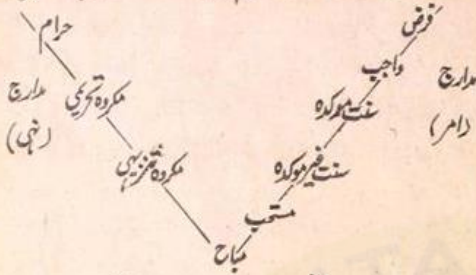 فرض
حرام
واجب
مدارج
(امر)
مکروہ تحریمی
مدارج
(نہی)
سنت موکدہ
مکروہ تنزیہی
سنت غیر موکدہ
مستحب
مباح